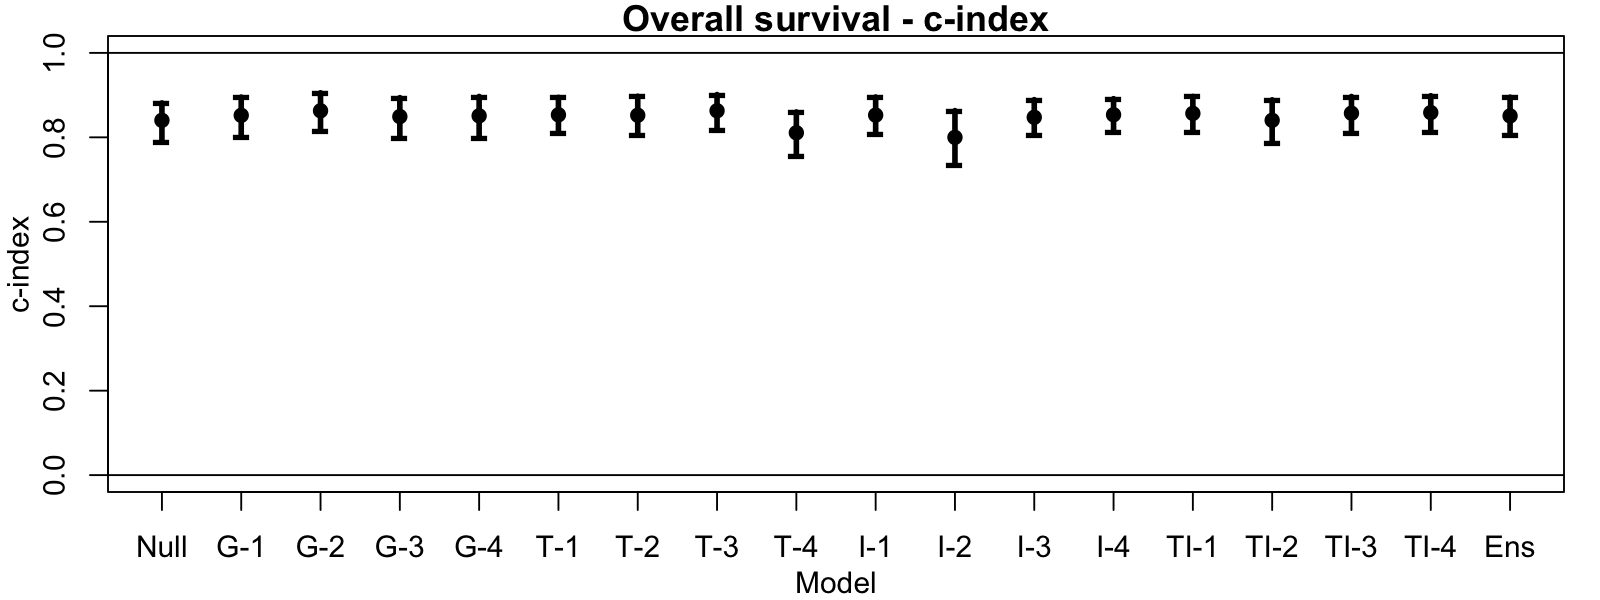 Overall survival - c-index
c-index
1.0
0.8
0.6
0.4
0.2
0.0
Null G-1 G-2 G-3 G-4 T-1 T-2 T-3 T-4 I-1 I-2 I-3 I-4 TI-1 TI-2 TI-3 TI-4 Ens
Model